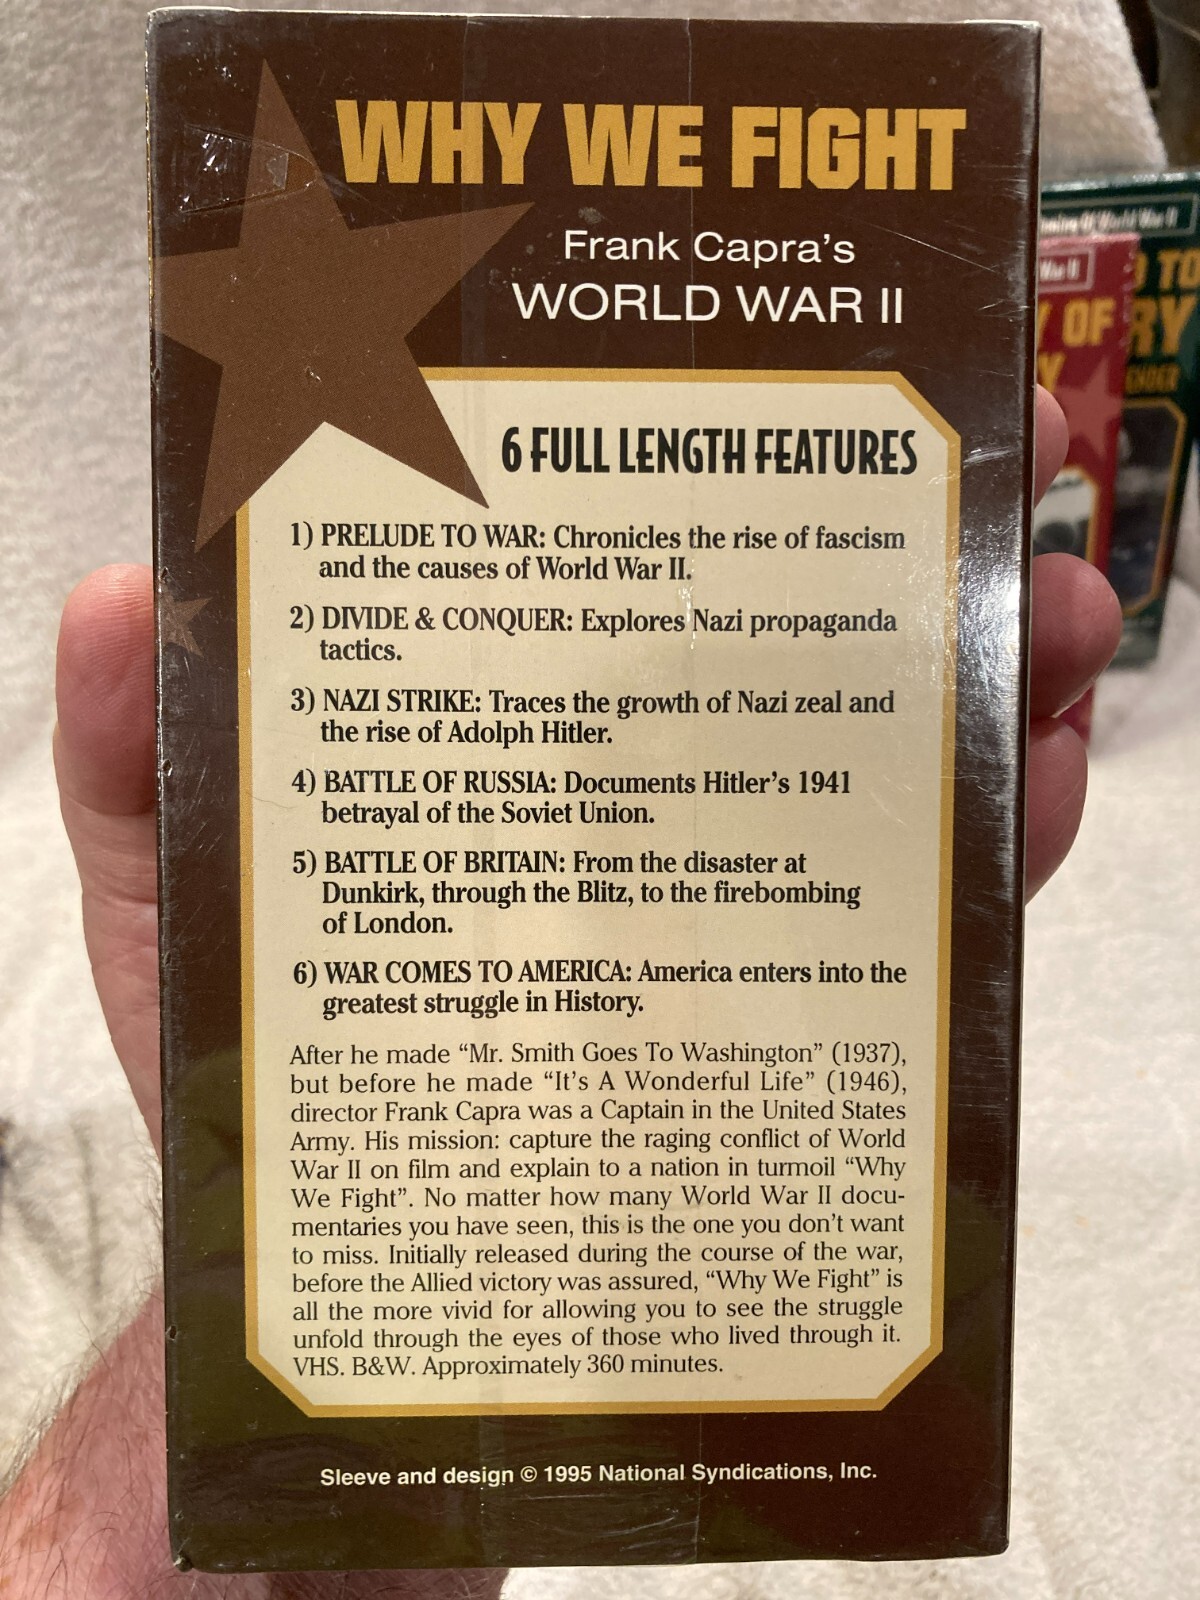 WHY WE FIGHT
Frank Capra's
WORLD WAR II
6 FULL LENGTH FEATURES
1) PRELUDE TO WAR: Chronicles the rise of fascism
and the causes of World War II.
2) DIVIDE & CONQUER: Explores Nazi propaganda
tactics.
3) NAZI STRIKE: Traces the growth of Nazi zeal and
the rise of Adolph Hitler.
4) BATTLE OF RUSSIA: Documents Hitler's 1941
betrayal of the Soviet Union.
5) BATTLE OF BRITAIN: From the disaster at
Dunkirk, through the Blitz, to the firebombing
of London.
6) WAR COMES TO AMERICA: America enters into the
greatest struggle in History.
After he made "Mr. Smith Goes To Washington" (1937),
but before he made "It's A Wonderful Life" (1946),
director Frank Capra was a Captain in the United States
Army. His mission: capture the raging conflict of World
War II on film and explain to a nation in turmoil "Why
We Fight". No matter how many World War II docu-
mentaries you have seen, this is the one you don't want
to miss. Initially released during the course of the war,
before the Allied victory was assured, "Why We Fight" is
all the more vivid for allowing you to see the struggle
unfold through the eyes of those who lived through it.
VHS. B&W. Approximately 360 minutes.
Sleeve and design © 1995 National Syndications, Inc.
Of World War II
War II
TO
OF